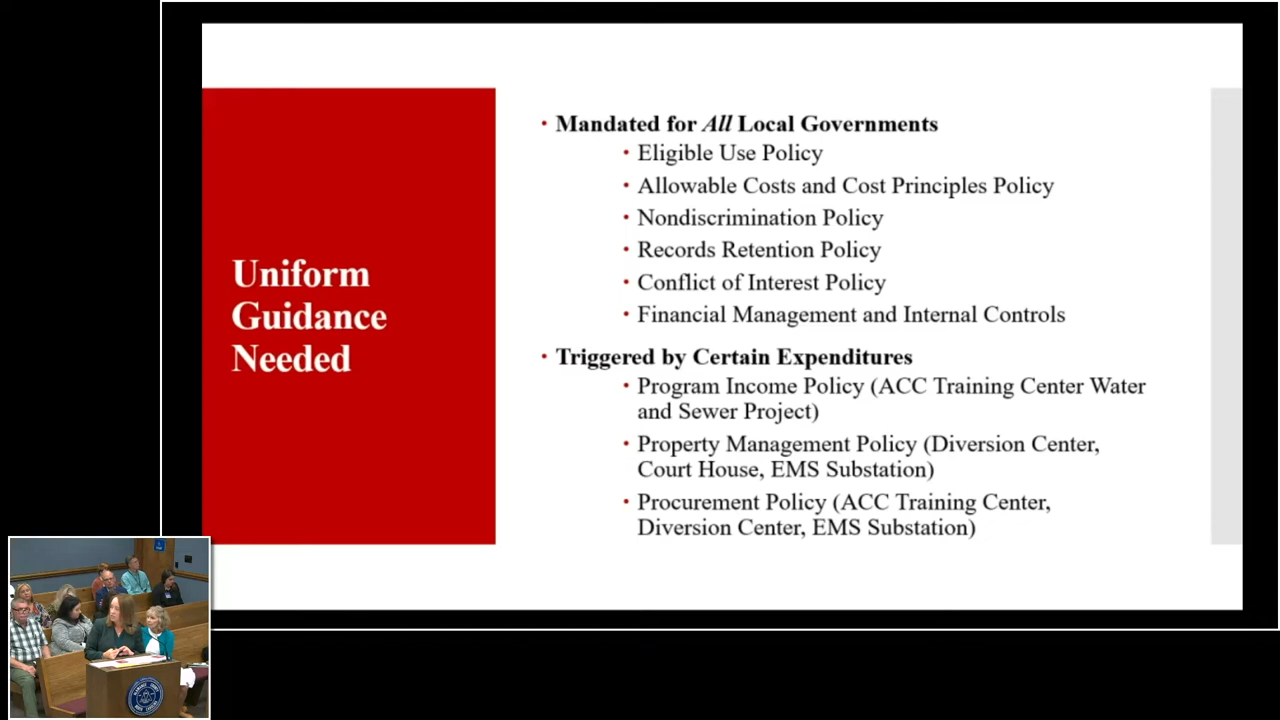 Uniform
Guidance
Needed
• Mandated for All Local Governments
• Eligible Use Policy
• Allowable Costs and Cost Principles Policy
• Nondiscrimination Policy
• Records Retention Policy
• Conflict of Interest Policy
• Financial Management and Internal Controls
• Triggered by Certain Expenditures
• Program Income Policy (ACC Training Center Water
and Sewer Project)
• Property Management Policy (Diversion Center,
Court House, EMS Substation)
• Procurement Policy (ACC Training Center,
Diversion Center, EMS Substation)